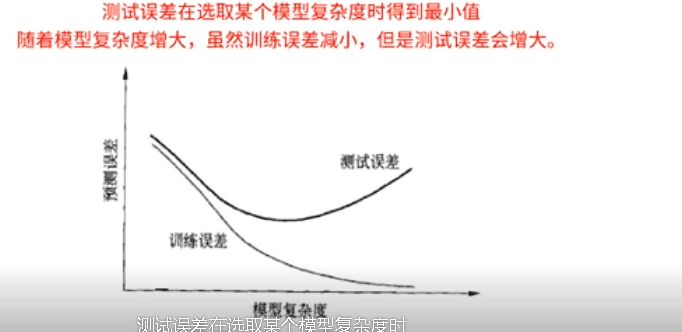 测试误差在选取某个模型复杂度时得到最小值
随着模型复杂度增大，虽然训练误差减小，但是测试误差会增大。
预测误差
测试误差
训练误差
模型复杂度
测试误差在选取某个模型复杂度时